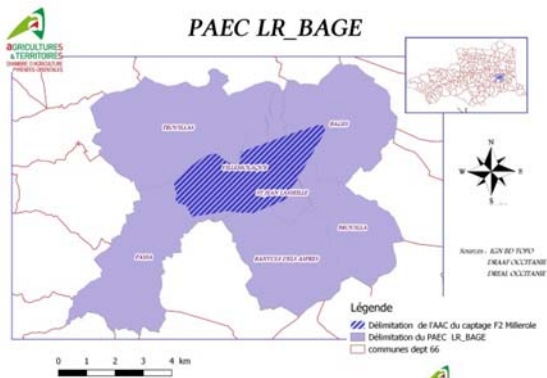 PAEC LR_BAGE
AGRICULTURES
& TERRITOIRES
CHAMBRE D'AGRICULTURE
PYRENEES-ORIENTALES
TROUILLAS
BAGES
VILLEMOLAQUE
ST JEAN LASSEILLE
PASSA
BANYULS DELS ASPRES
BROUILLA
N
W
E
S
Sources : IGN BD TOPO
DRAAF OCCITANIE
DREAL OCCITANIE
Légende
Délimitation de l'AAC du captage F2 Millerole
Délimitation du PAEC LR_BAGE
communes dept 66
0 1 2 3 4 km